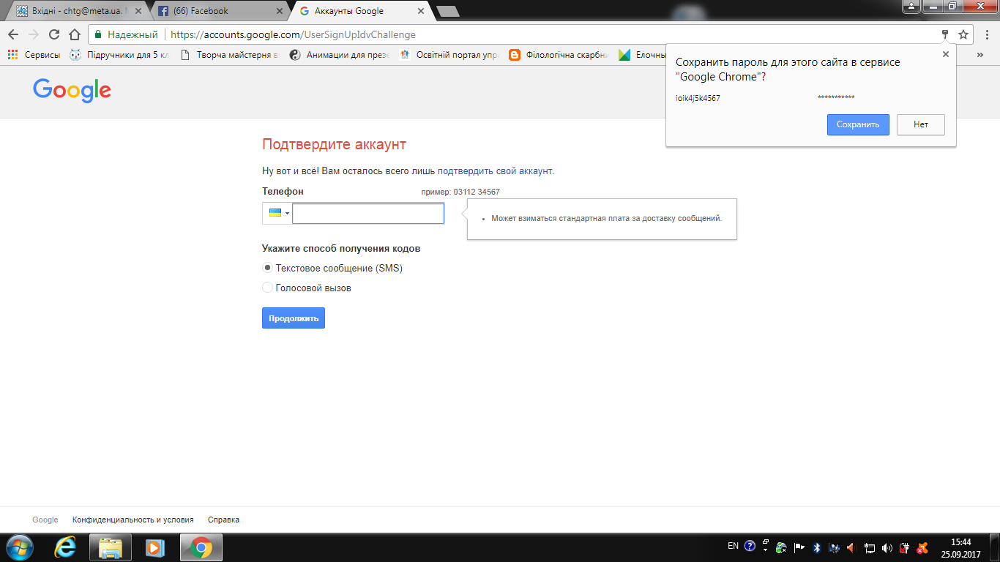 Вхідні - chtg@meta.ua.
(66) Facebook
Аккаунты Google
Надежный
https://accounts.google.com/UserSignUpIdvChallenge
Сервисы
Підручники для 5 кл
Творча майстерня в
Анимации для презе
Освітній портал упра
Філологічна скарбни
Елочны
»
Сохранить пароль для этого сайта в сервисе
"Google Chrome"?
ioik4j5k4567 ***********
Сохранить
Нет
Google
Подтвердите аккаунт
Ну вот и всё! Вам осталось всего лишь подтвердить свой аккаунт.
Телефон
пример: 03112 34567
Может взиматься стандартная плата за доставку сообщений.
Укажите способ получения кодов
Текстовое сообщение (SMS)
Голосовой вызов
Продолжить
Google
Конфиденциальность и условия
Справка
EN
15:44
25.09.2017